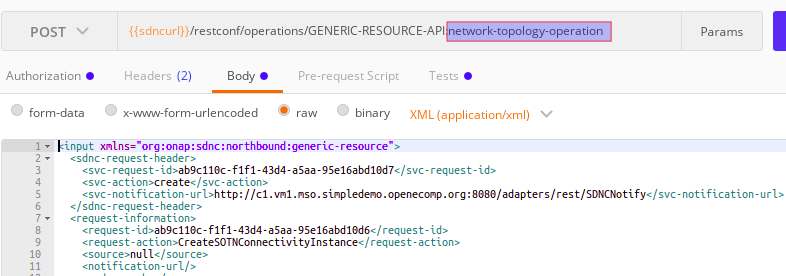 POST {{sdncurl}}/restconf/operations/GENERIC-RESOURCE-API:network-topology-operation Params
Authorization Headers (2) Body Pre-request Script Tests
form-data x-www-form-urlencoded raw binary XML (application/xml)
1 <input xmlns="org:onap:sdnc:northbound:generic-resource">
2 <sdnc-request-header>
3 <svc-request-id>ab9c110c-f1f1-43d4-a5aa-95e16abd10d7</svc-request-id>
4 <svc-action>create</svc-action>
5 <svc-notification-url>http://c1.vm1.mso.simpledemo.openecomp.org:8080/adapters/rest/SDNCNotify</svc-notification-url>
6 </sdnc-request-header>
7 <request-information>
8 <request-id>ab9c110c-f1f1-43d4-a5aa-95e16abd10d6</request-id>
9 <request-action>CreateSOTNConnectivityInstance</request-action>
10 <source>null</source>
11 <notification-url/>